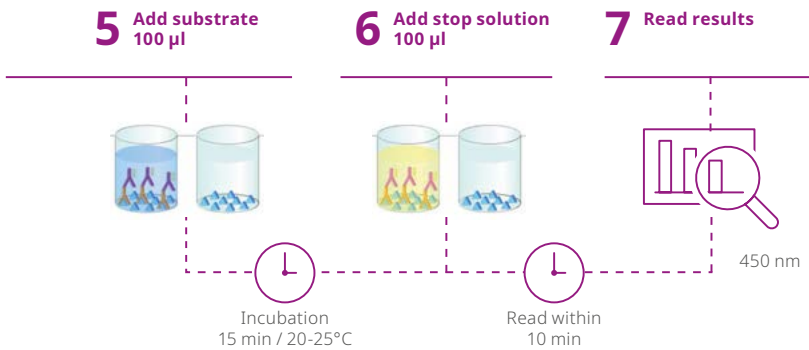 5 Add substrate
100 µl
6 Add stop solution
100 µl
7 Read results
Incubation
15 min / 20-25°C
Read within
10 min
450 nm